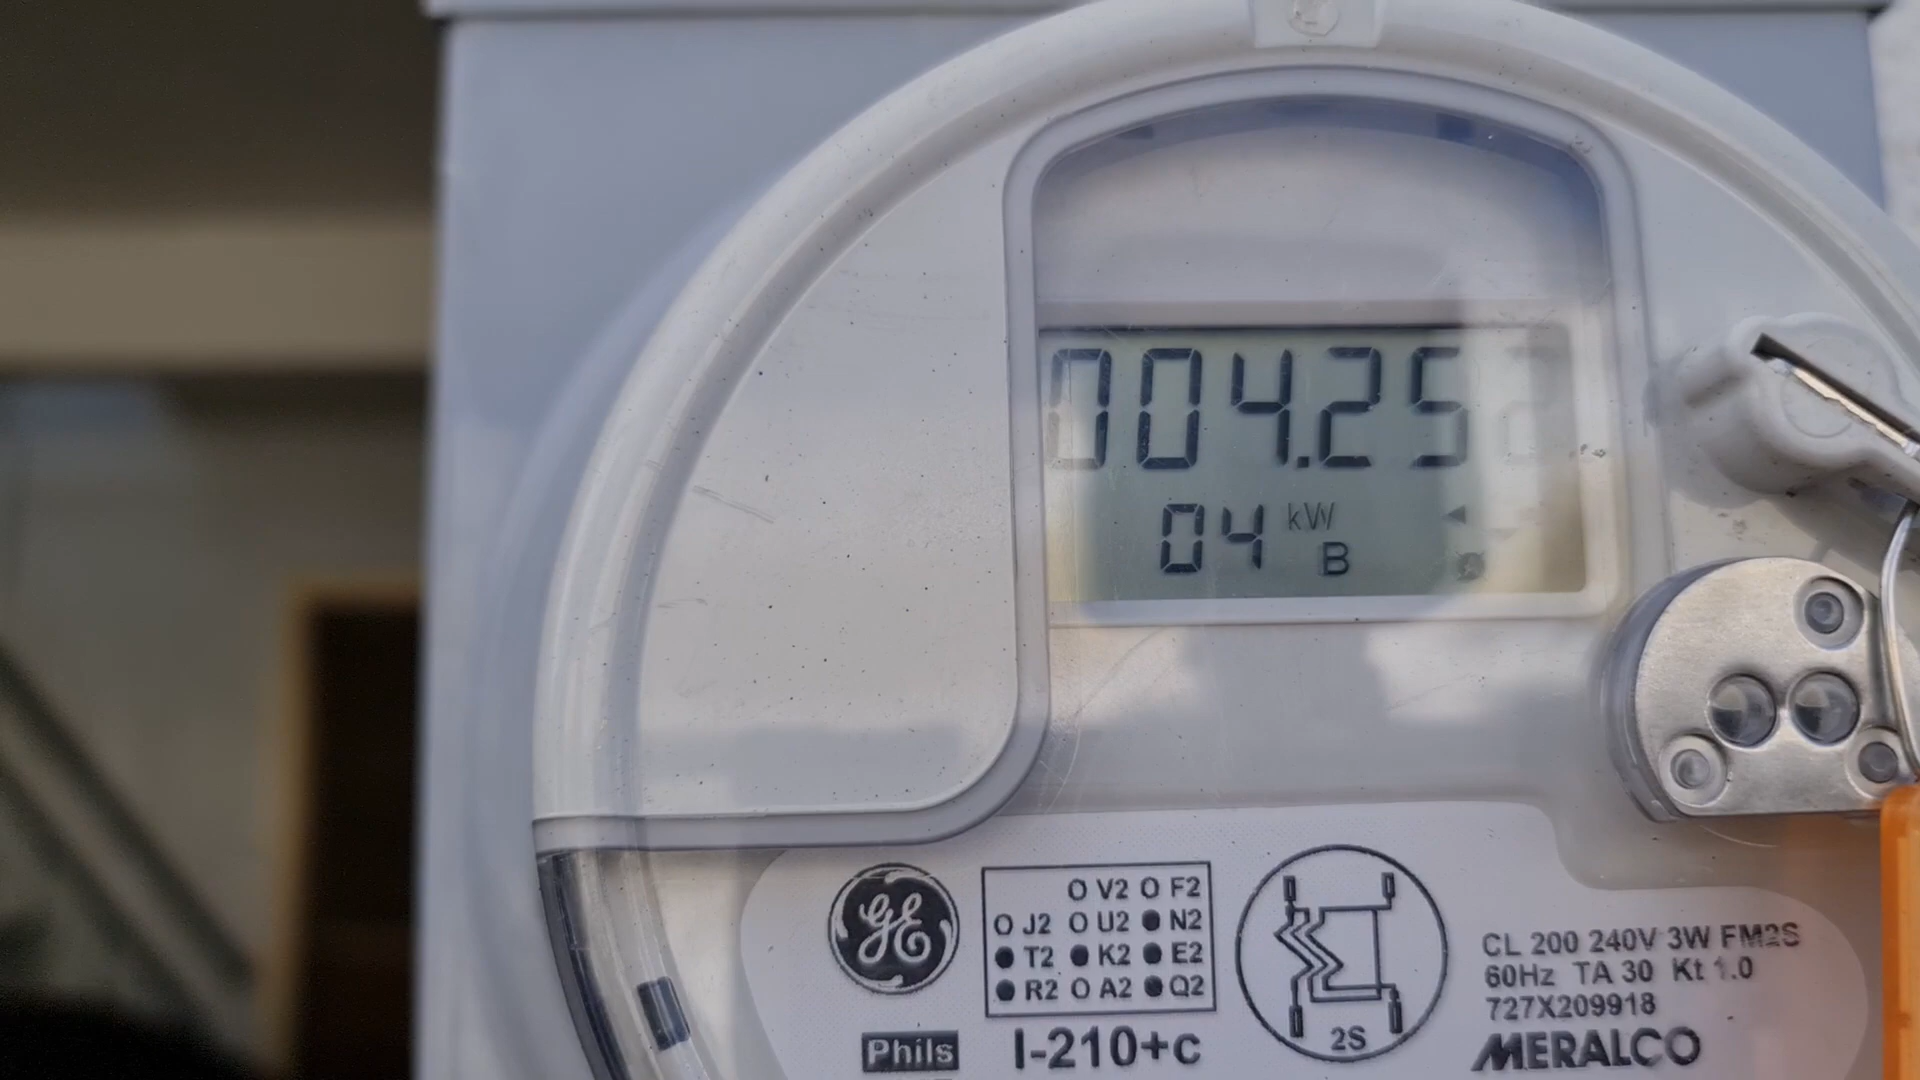 004.25
04 kW
B
GE
V2 F2
J2 U2 N2
T2 K2 E2
R2 A2 Q2
2S
CL 200 240V 3W FM2S
60Hz TA 30 Kt 1.0
727X209918
MERALCO
Phils I-210+c